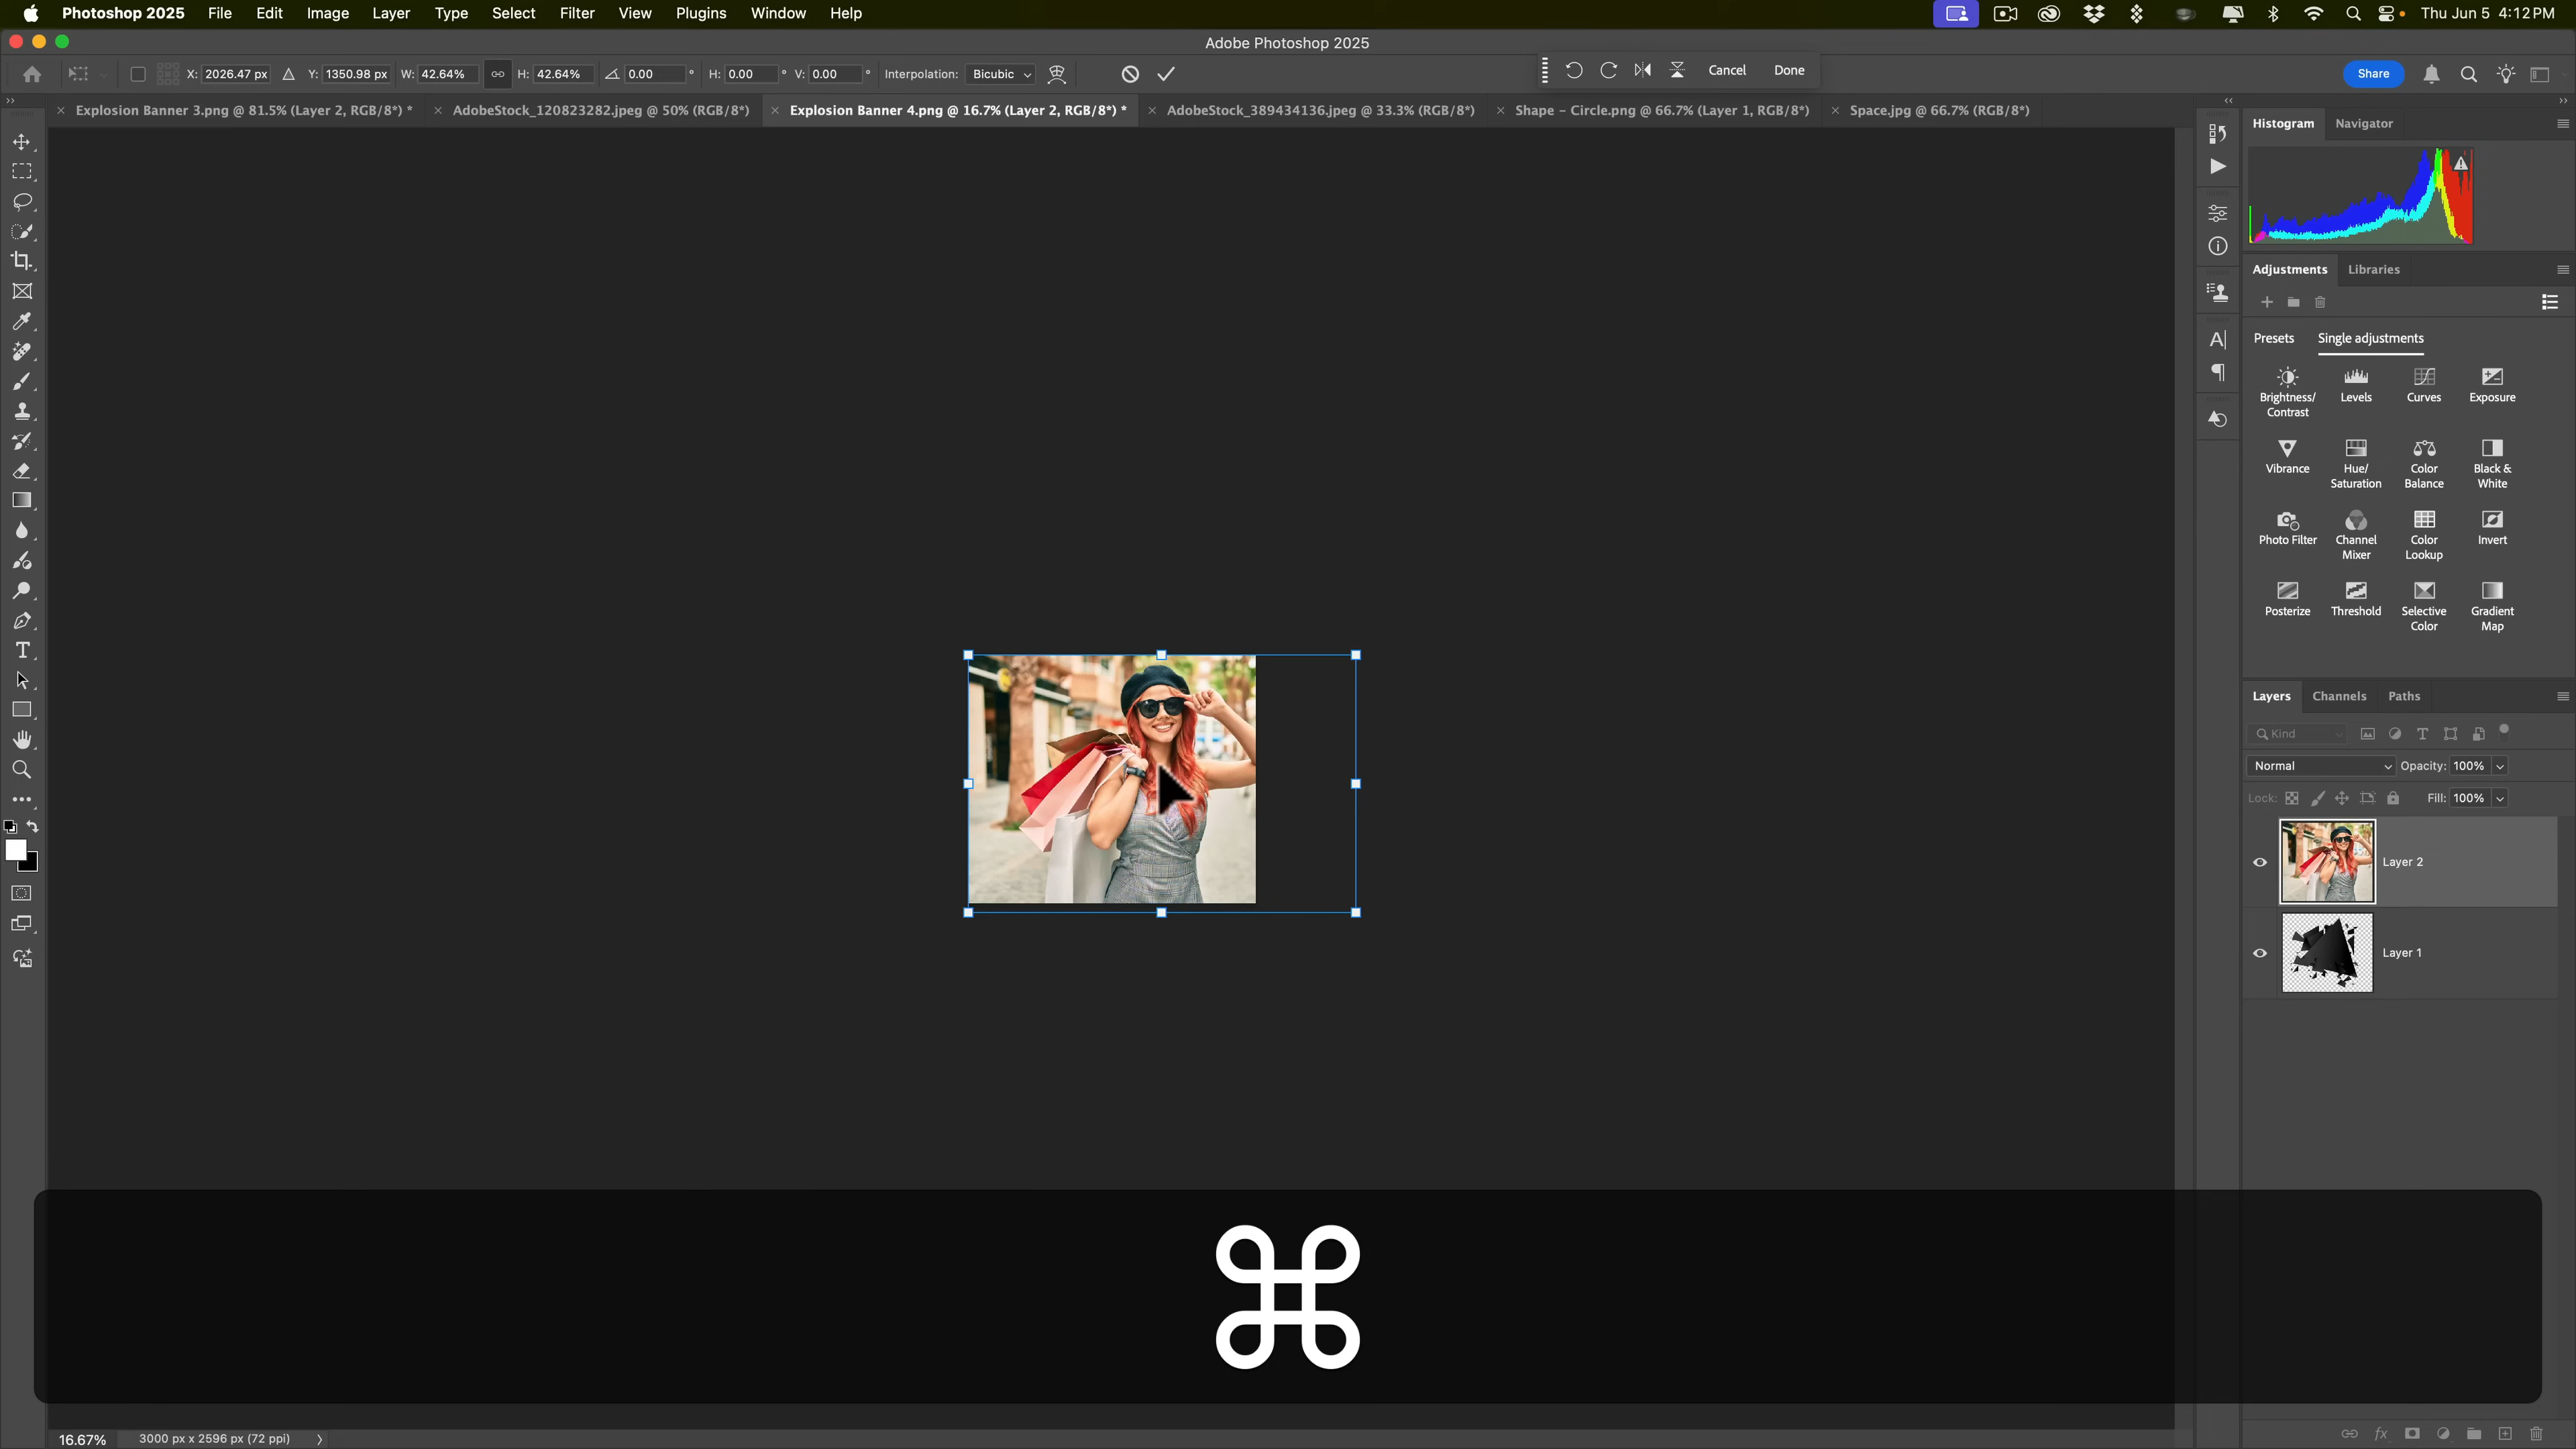 Photoshop 2025 File Edit Image Layer Type Select Filter View Plugins Window Help Thu Jun 5 4:12 PM
Adobe Photoshop 2025
X: 2026.47 px Y: 1350.98 px W: 42.64% H: 42.64% 0.00 ° H: 0.00 ° V: 0.00 ° Interpolation: Bicubic Cancel Done Share
Explosion Banner 3.png @ 81.5% (Layer 2, RGB/8*) * AdobeStock_120823282.jpeg @ 50% (RGB/8*) Explosion Banner 4.png @ 16.7% (Layer 2, RGB/8*) * AdobeStock_389434136.jpeg @ 33.3% (RGB/8*) Shape - Circle.png @ 66.7% (Layer 1, RGB/8*) Space.jpg @ 66.7% (RGB/8*)
Histogram Navigator
Adjustments Libraries
Presets Single adjustments
Brightness/ Contrast Levels Curves Exposure
Vibrance Hue/ Saturation Color Balance Black & White
Photo Filter Channel Mixer Color Lookup Invert
Posterize Threshold Selective Color Gradient Map
Layers Channels Paths
Kind
Normal Opacity: 100%
Lock: Fill: 100%
Layer 2
Layer 1
⌘
16.67% 3000 px x 2596 px (72 ppi)